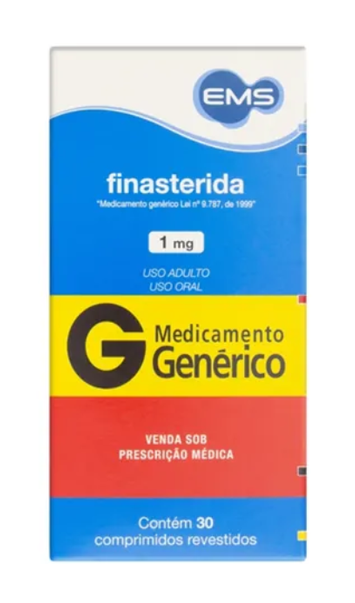 EMS
finasterida
"Medicamento genérico Lei nº 9.787, de 1999"
1 mg
USO ADULTO
USO ORAL
G Medicamento
Genérico
VENDA SOB
PRESCRIÇÃO MÉDICA
Contém 30
comprimidos revestidos